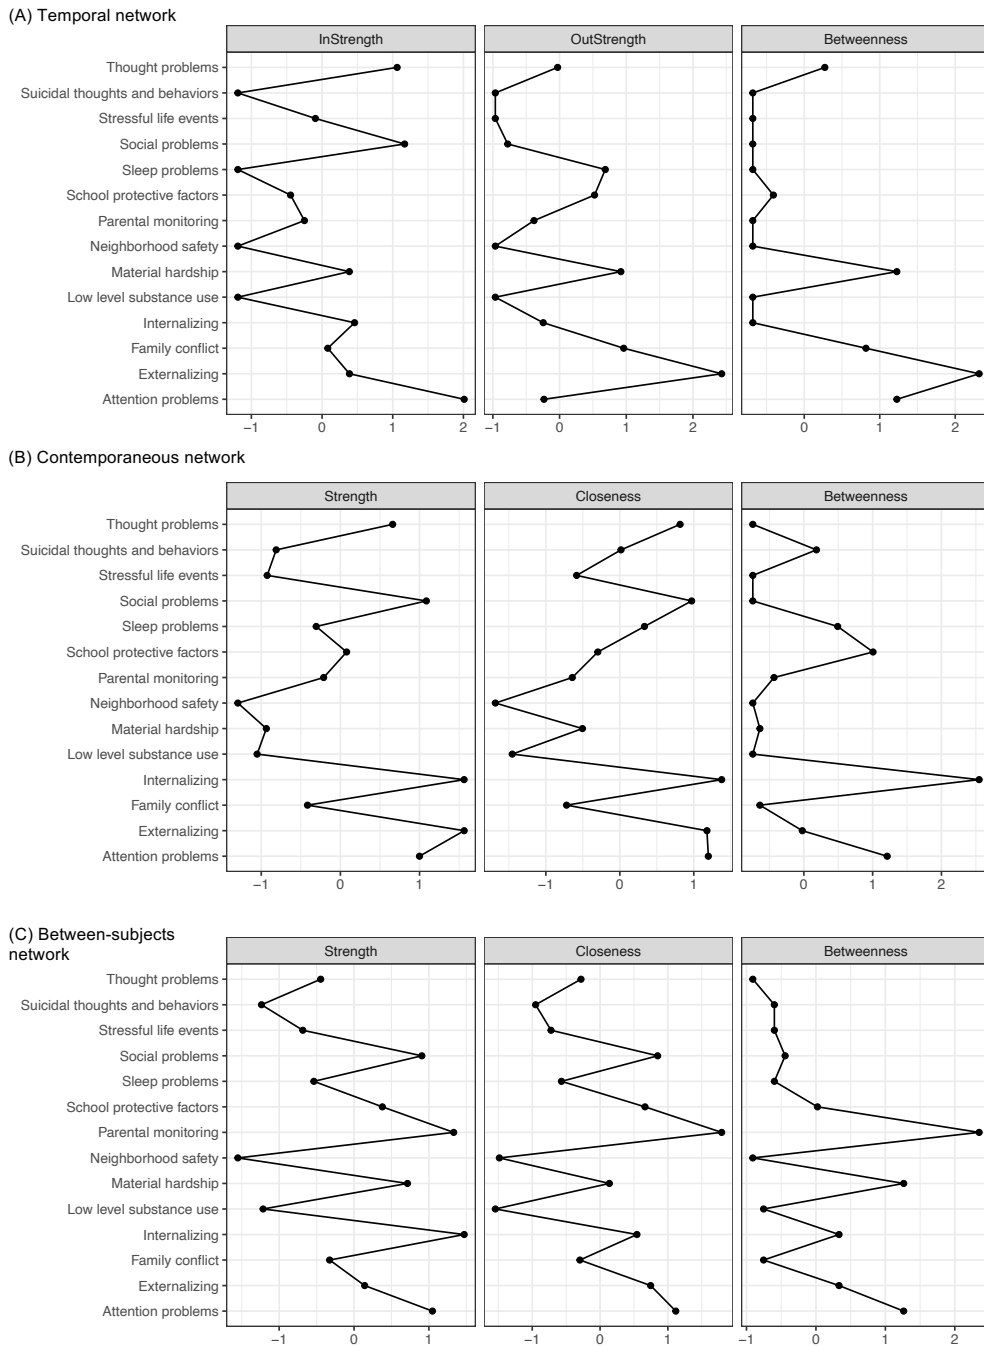 (A) Temporal network
InStrength OutStrength Betweenness
Thought problems
Suicidal thoughts and behaviors
Stressful life events
Social problems
Sleep problems
School protective factors
Parental monitoring
Neighborhood safety
Material hardship
Low level substance use
Internalizing
Family conflict
Externalizing
Attention problems
−1 0 1 2 −1 0 1 2 0 1 2
(B) Contemporaneous network
Strength Closeness Betweenness
Thought problems
Suicidal thoughts and behaviors
Stressful life events
Social problems
Sleep problems
School protective factors
Parental monitoring
Neighborhood safety
Material hardship
Low level substance use
Internalizing
Family conflict
Externalizing
Attention problems
−1 0 1 −1 0 1 0 1 2
(C) Between-subjects
network
Strength Closeness Betweenness
Thought problems
Suicidal thoughts and behaviors
Stressful life events
Social problems
Sleep problems
School protective factors
Parental monitoring
Neighborhood safety
Material hardship
Low level substance use
Internalizing
Family conflict
Externalizing
Attention problems
−1 0 1 −1 0 1 −1 0 1 2